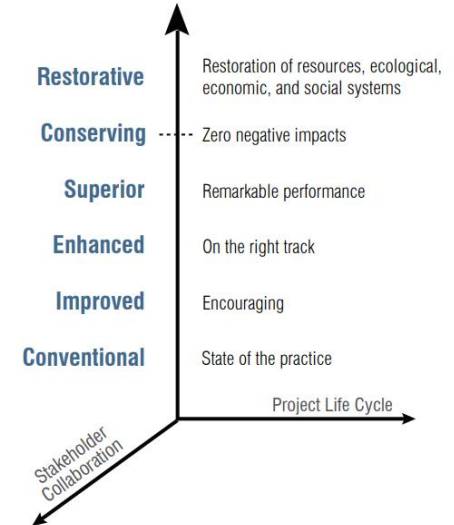 Restorative
Restoration of resources, ecological,
economic, and social systems
Conserving
Zero negative impacts
Superior
Remarkable performance
Enhanced
On the right track
Improved
Encouraging
Conventional
State of the practice
Project Life Cycle
Stakeholder
Collaboration